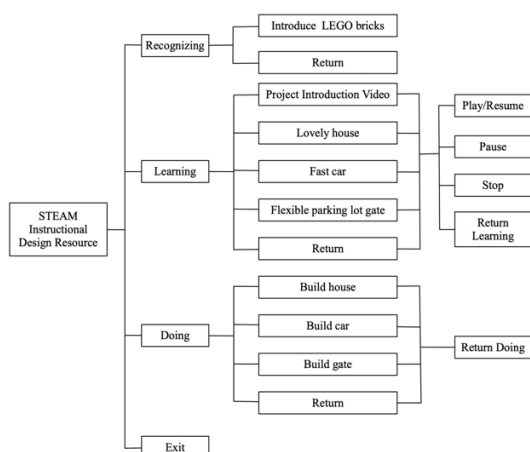 STEAM
Instructional
Design Resource
Recognizing
Introduce LEGO bricks
Return
Learning
Project Introduction Video
Lovely house
Fast car
Flexible parking lot gate
Return
Play/Resume
Pause
Stop
Return
Learning
Doing
Build house
Build car
Build gate
Return
Return Doing
Exit